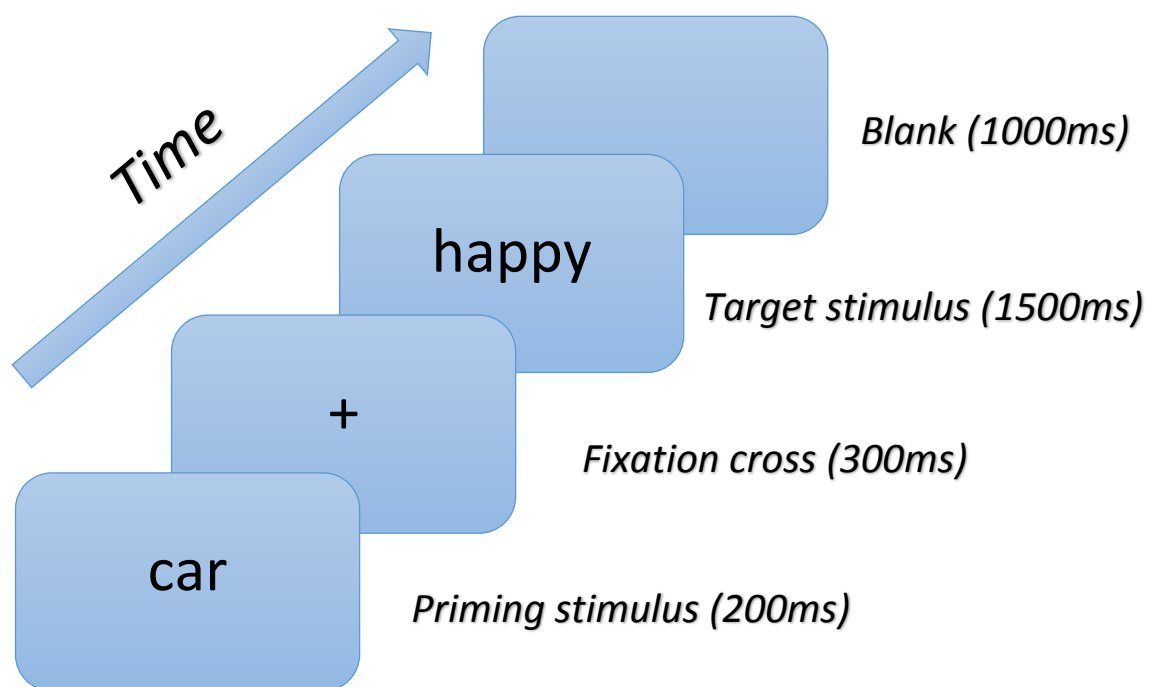 Time
Blank (1000ms)
happy
Target stimulus (1500ms)
+
Fixation cross (300ms)
car
Priming stimulus (200ms)